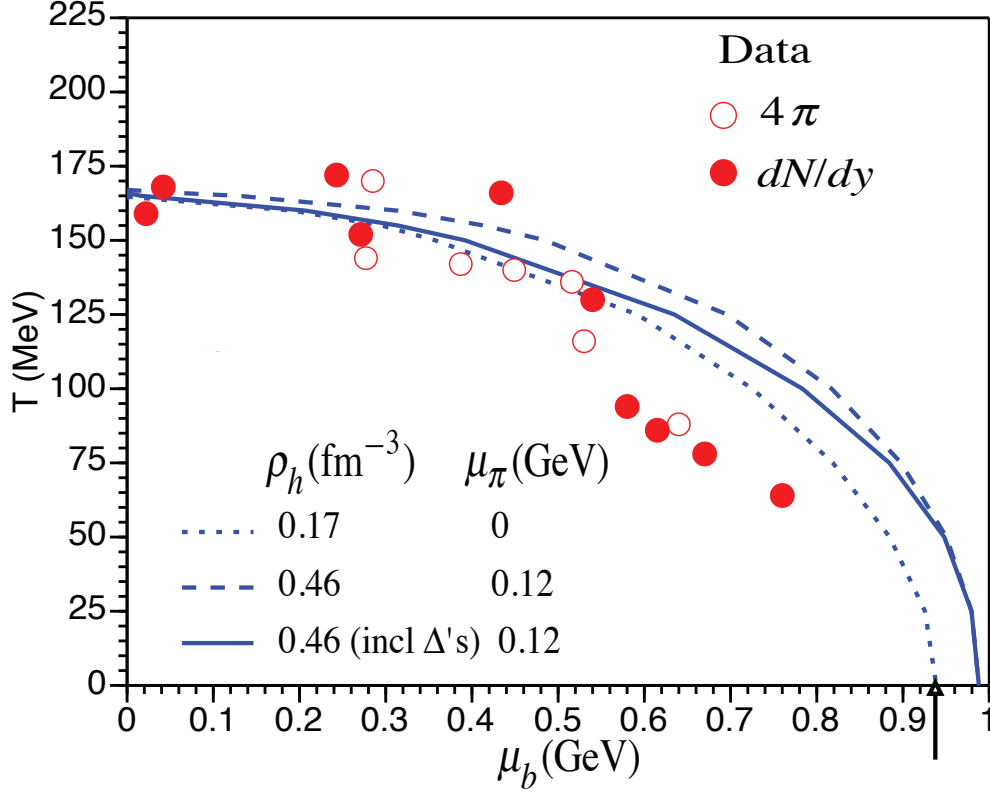 225
200
175
150
125
100
75
50
25
0
T (MeV)
Data
4 π
dN/dy
ρh(fm−3) μπ(GeV)
0.17 0
0.46 0.12
0.46 (incl Δ's) 0.12
0 0.1 0.2 0.3 0.4 0.5 0.6 0.7 0.8 0.9 1
μb(GeV)